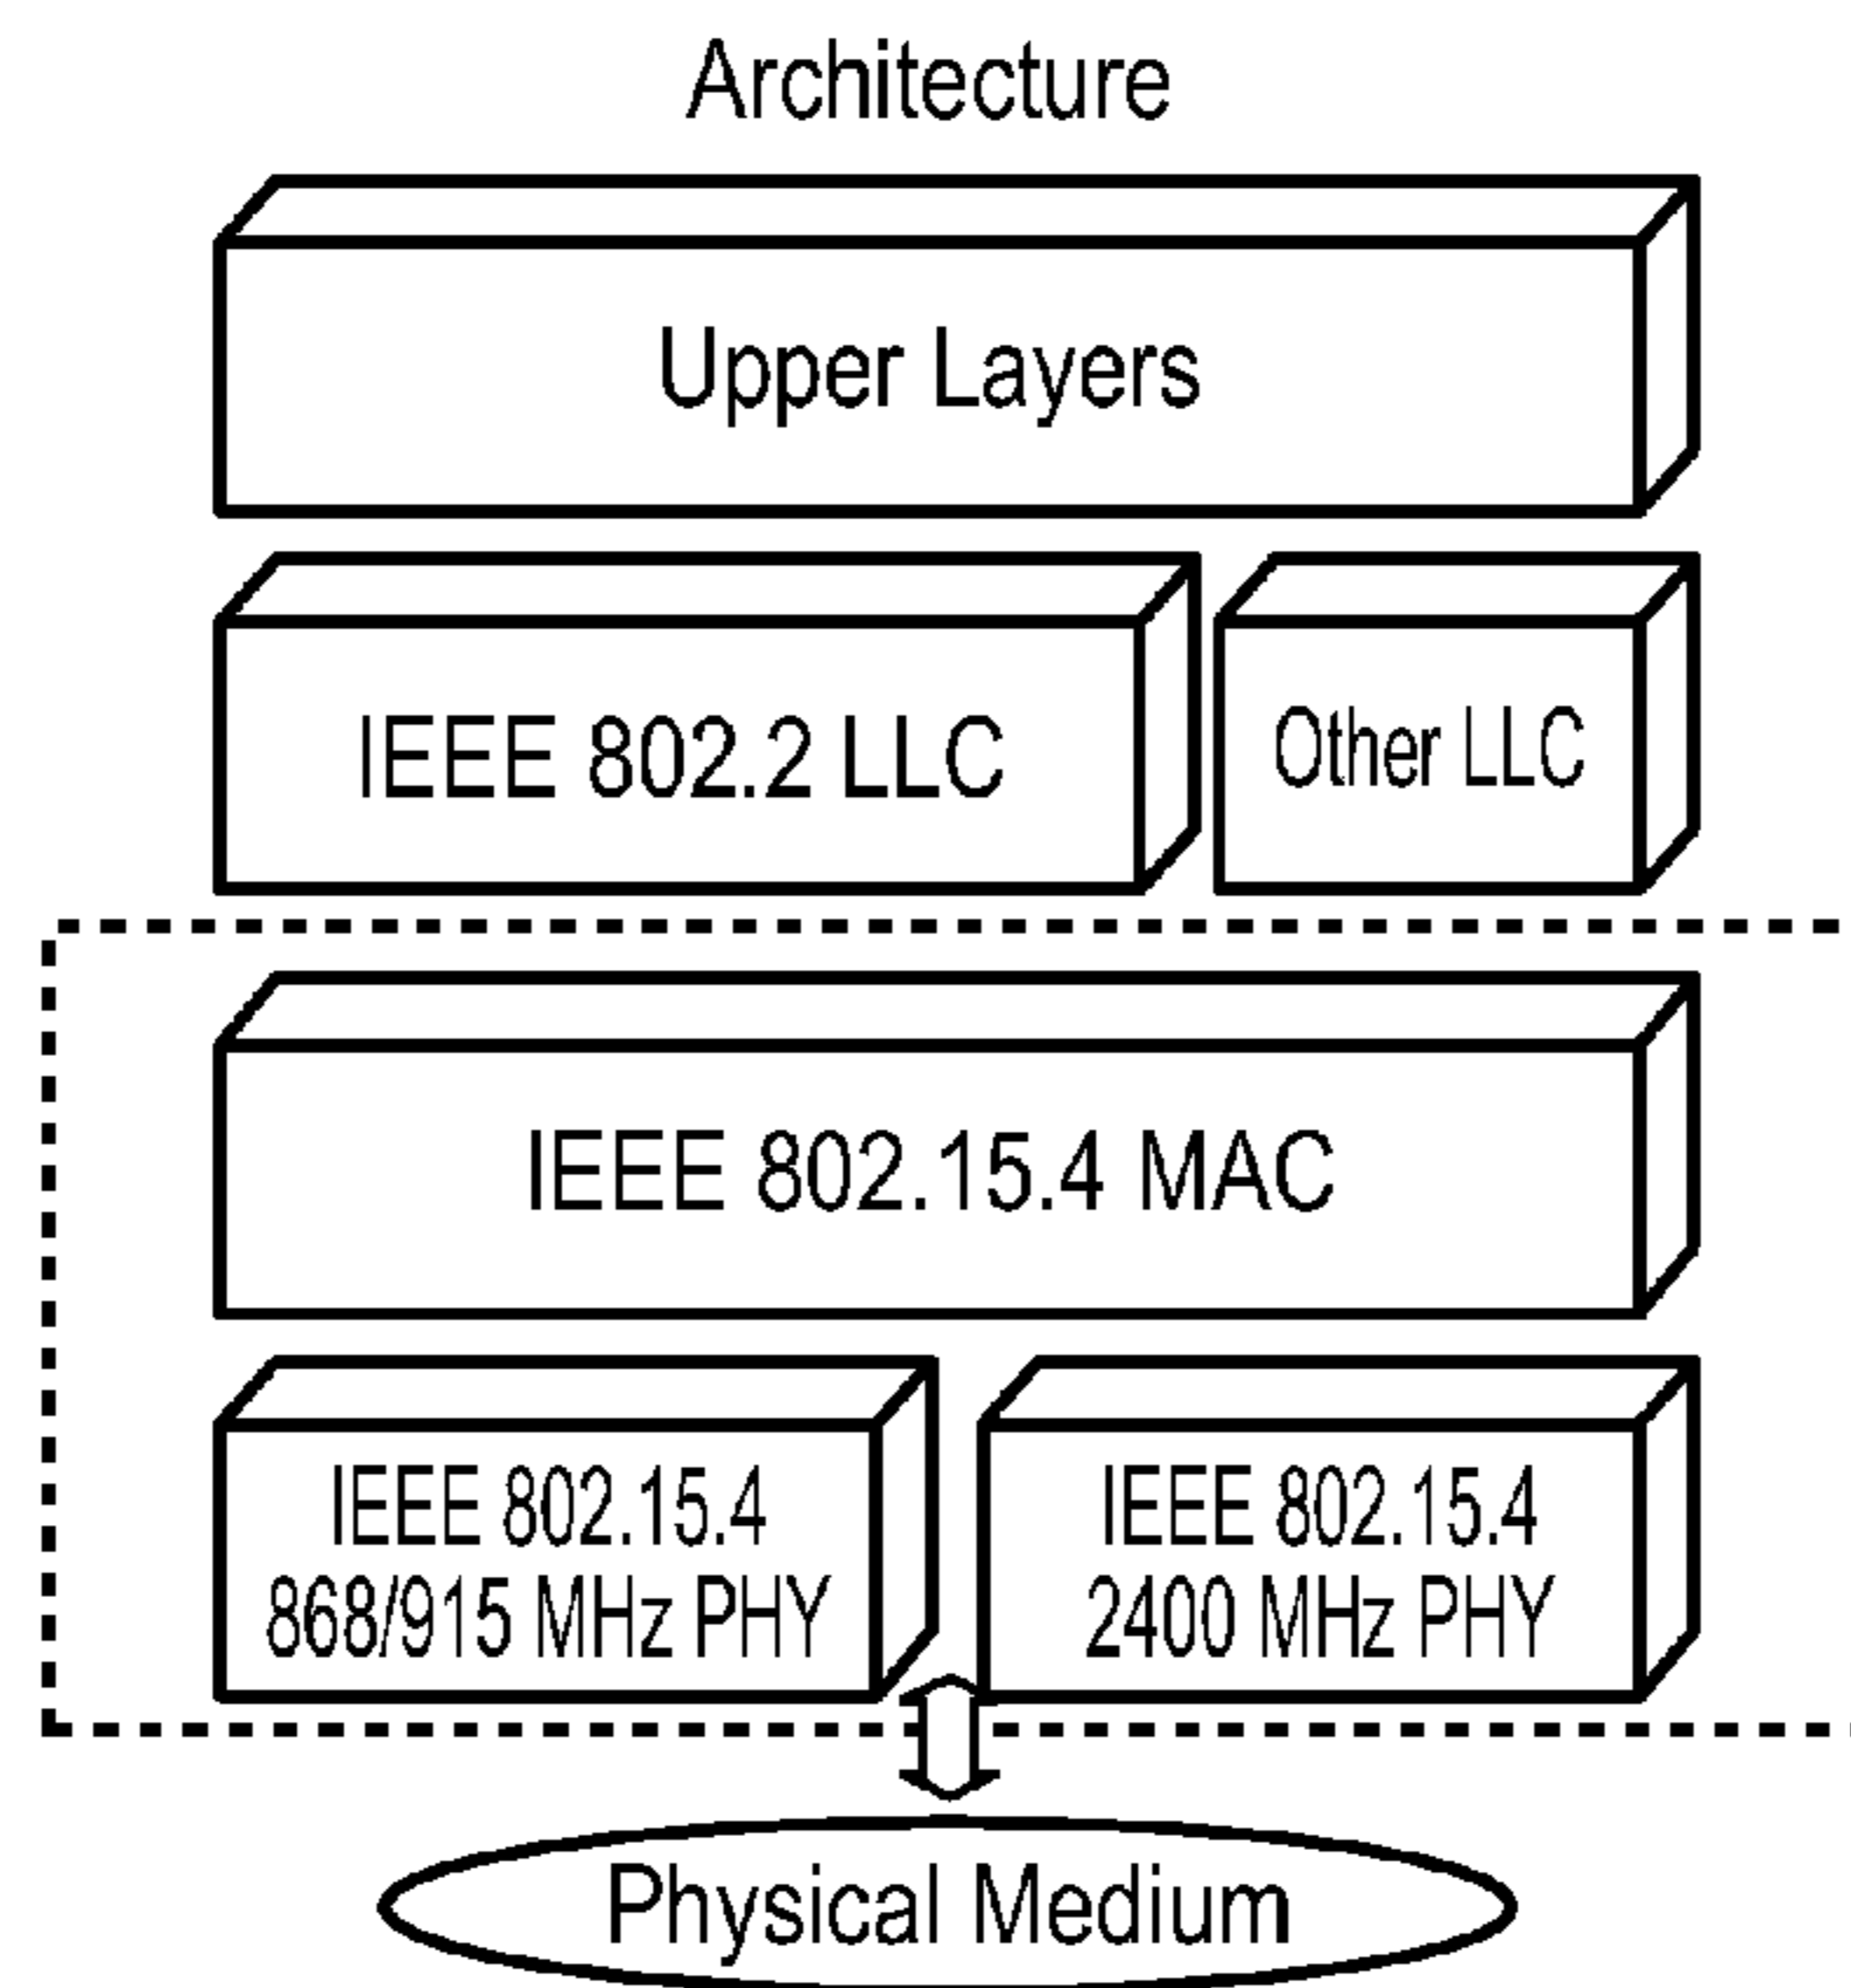 Architecture
Upper Layers
IEEE 802.2 LLC
Other LLC
IEEE 802.15.4 MAC
IEEE 802.15.4
868/915 MHz PHY
IEEE 802.15.4
2400 MHz PHY
Physical Medium